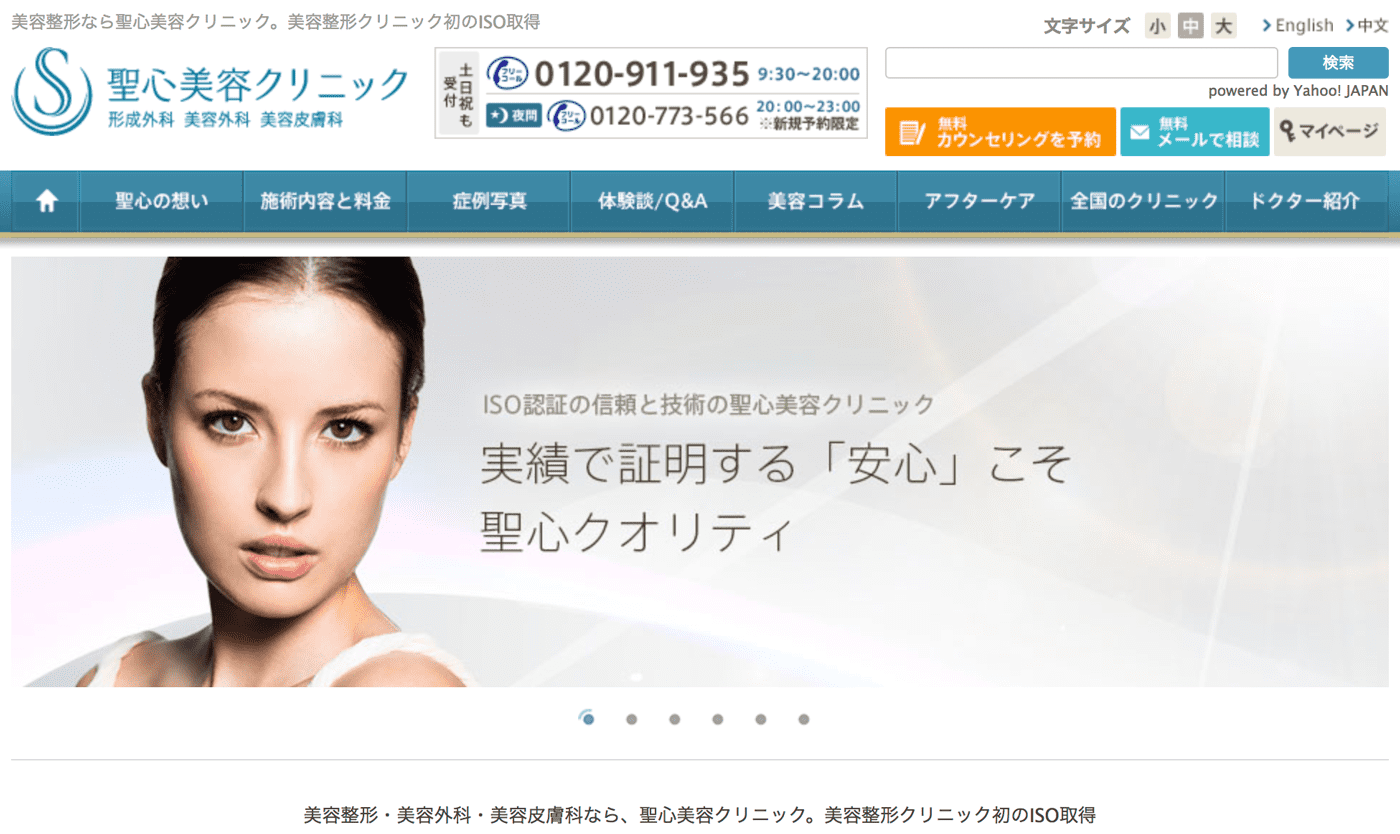 美容整形なら聖心美容クリニック。美容整形クリニック初のISO取得
文字サイズ 小 中 大 English 中文
聖心美容クリニック
形成外科 美容外科 美容皮膚科
土日祝も受付
フリーコール 0120-911-935 9:30〜20:00
夜間 フリーコール 0120-773-566 20:00〜23:00
※新規予約限定
検索
powered by Yahoo! JAPAN
無料
カウンセリングを予約
無料
メールで相談
マイページ
聖心の想い 施術内容と料金 症例写真 体験談/Q&A 美容コラム アフターケア 全国のクリニック ドクター紹介
ISO認証の信頼と技術の聖心美容クリニック
実績で証明する「安心」こそ
聖心クオリティ
美容整形・美容外科・美容皮膚科なら、聖心美容クリニック。美容整形クリニック初のISO取得